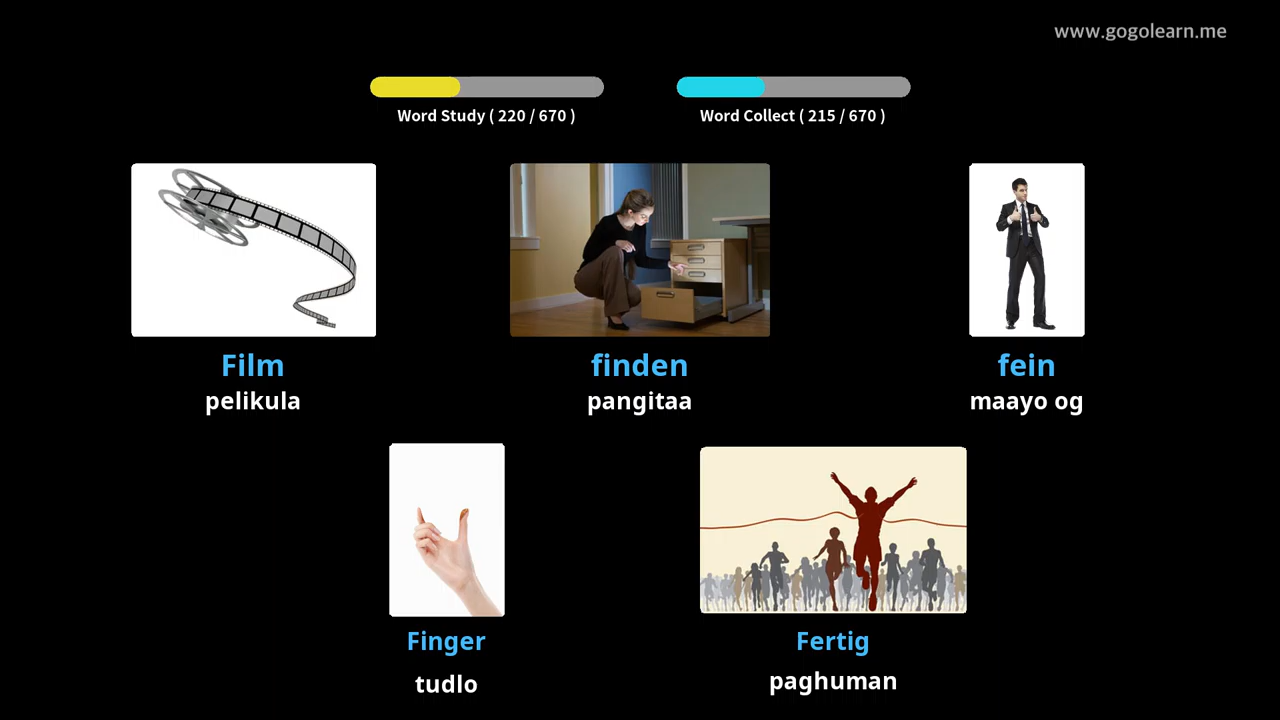 www.gogolearn.me
Word Study ( 220 / 670 )
Word Collect ( 215 / 670 )
Film
pelikula
finden
pangitaa
fein
maayo og
Finger
tudlo
Fertig
paghuman